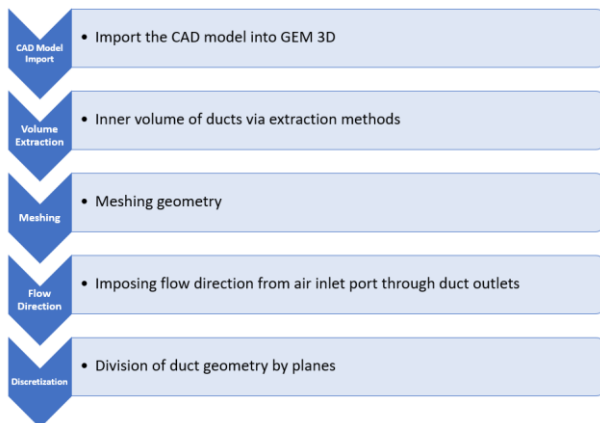 CAD Model
Import
• Import the CAD model into GEM 3D
Volume
Extraction
• Inner volume of ducts via extraction methods
Meshing
• Meshing geometry
Flow
Direction
• Imposing flow direction from air inlet port through duct outlets
Discretization
• Division of duct geometry by planes